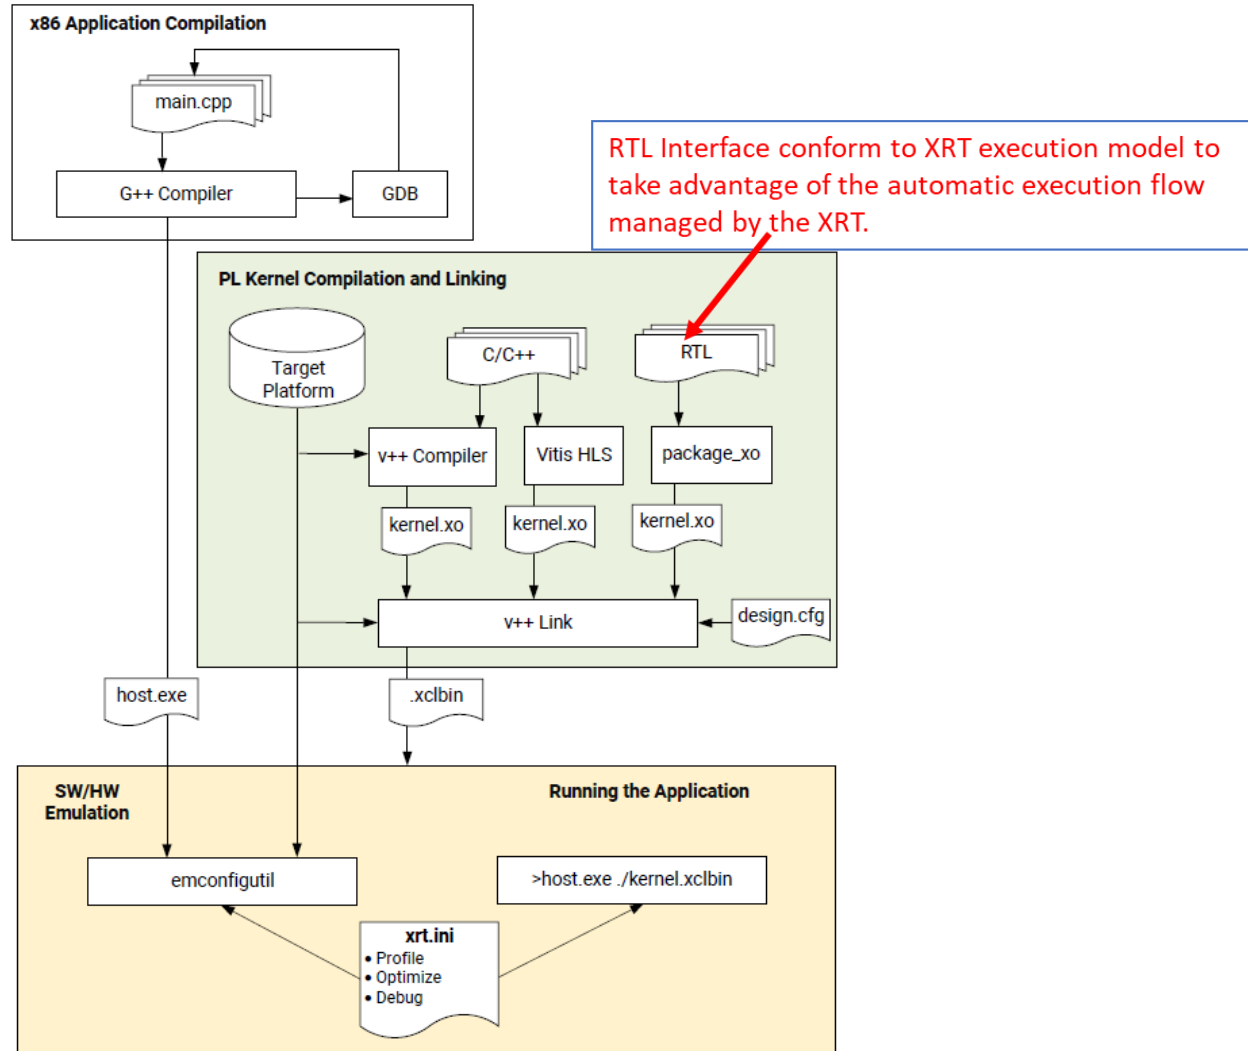 x86 Application Compilation
main.cpp
G++ Compiler
GDB
RTL Interface conform to XRT execution model to
take advantage of the automatic execution flow
managed by the XRT.
PL Kernel Compilation and Linking
Target
Platform
C/C++
RTL
v++ Compiler
Vitis HLS
package_xo
kernel.xo
kernel.xo
kernel.xo
v++ Link
design.cfg
host.exe
.xclbin
SW/HW
Emulation
Running the Application
emconfigutil
>host.exe ./kernel.xclbin
xrt.ini
• Profile
• Optimize
• Debug